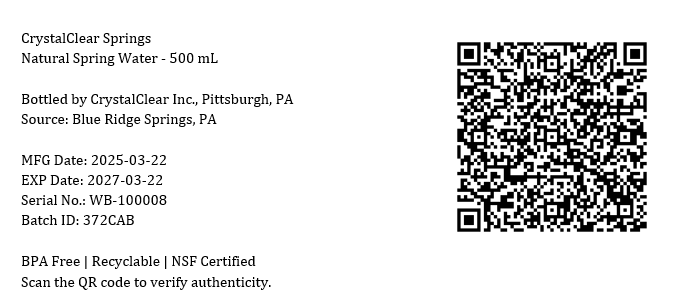 CrystalClear Springs
Natural Spring Water - 500 mL
Bottled by CrystalClear Inc., Pittsburgh, PA
Source: Blue Ridge Springs, PA
MFG Date: 2025-03-22
EXP Date: 2027-03-22
Serial No.: WB-100008
Batch ID: 372CAB
BPA Free | Recyclable | NSF Certified
Scan the QR code to verify authenticity.